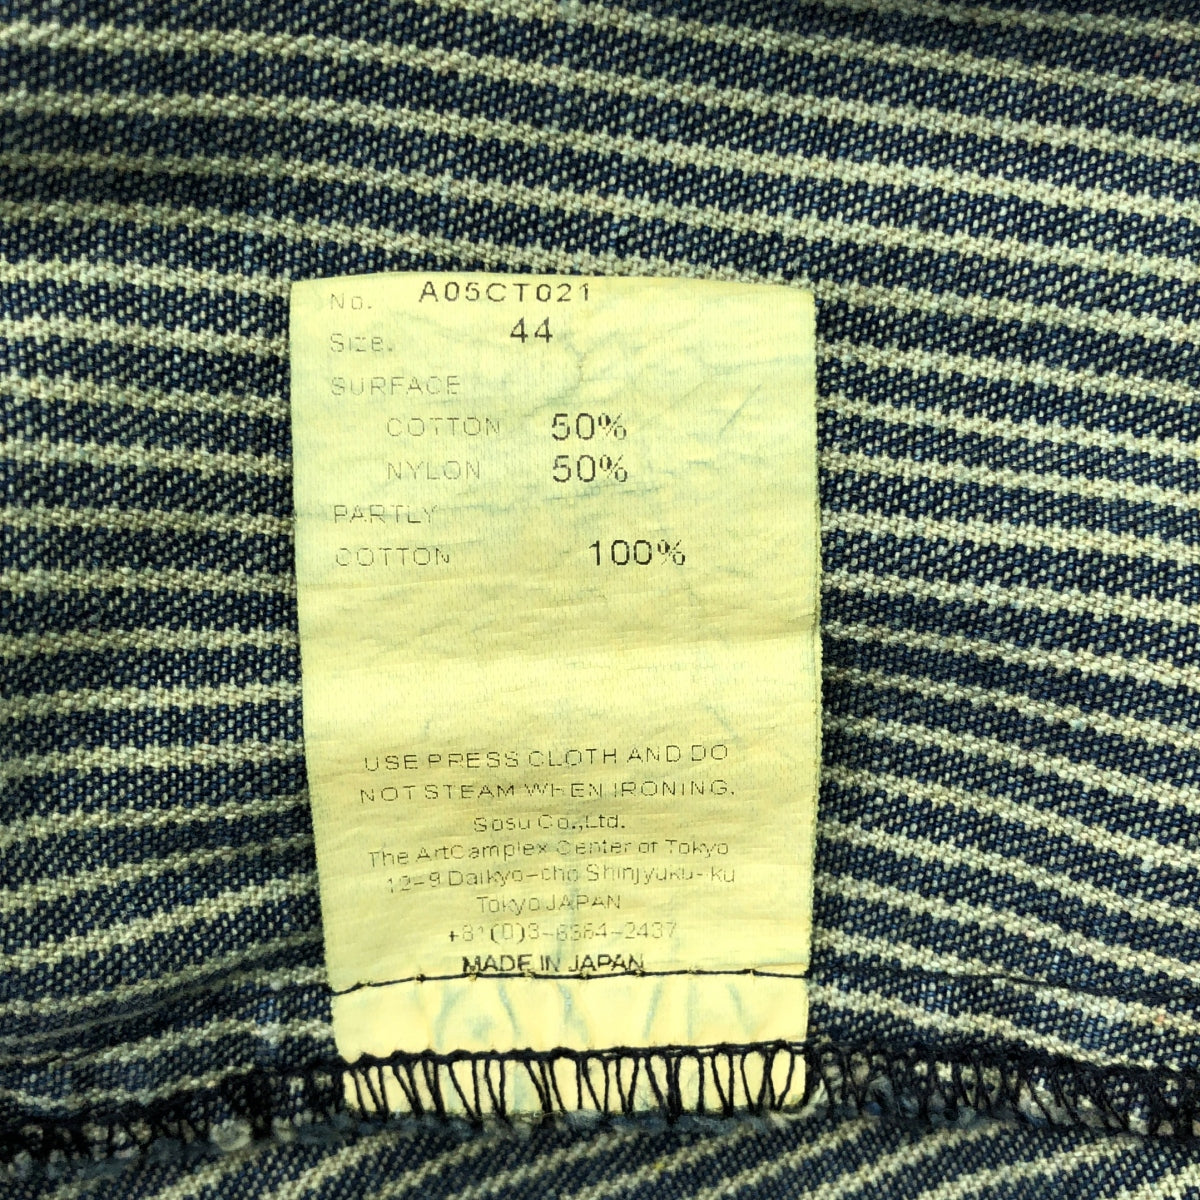 No. A05CT021
Size. 44
SURFACE
COTTON 50%
NYLON 50%
PARTLY
COTTON 100%
USE PRESS CLOTH AND DO
NOT STEAM WHEN IRONING.
Sosu Co.,Ltd.
The ArtComplex Center of Tokyo
12-9 Daikyo-cho Shinjyuku-ku
Tokyo JAPAN
+81(0)3-6384-2437
MADE IN JAPAN